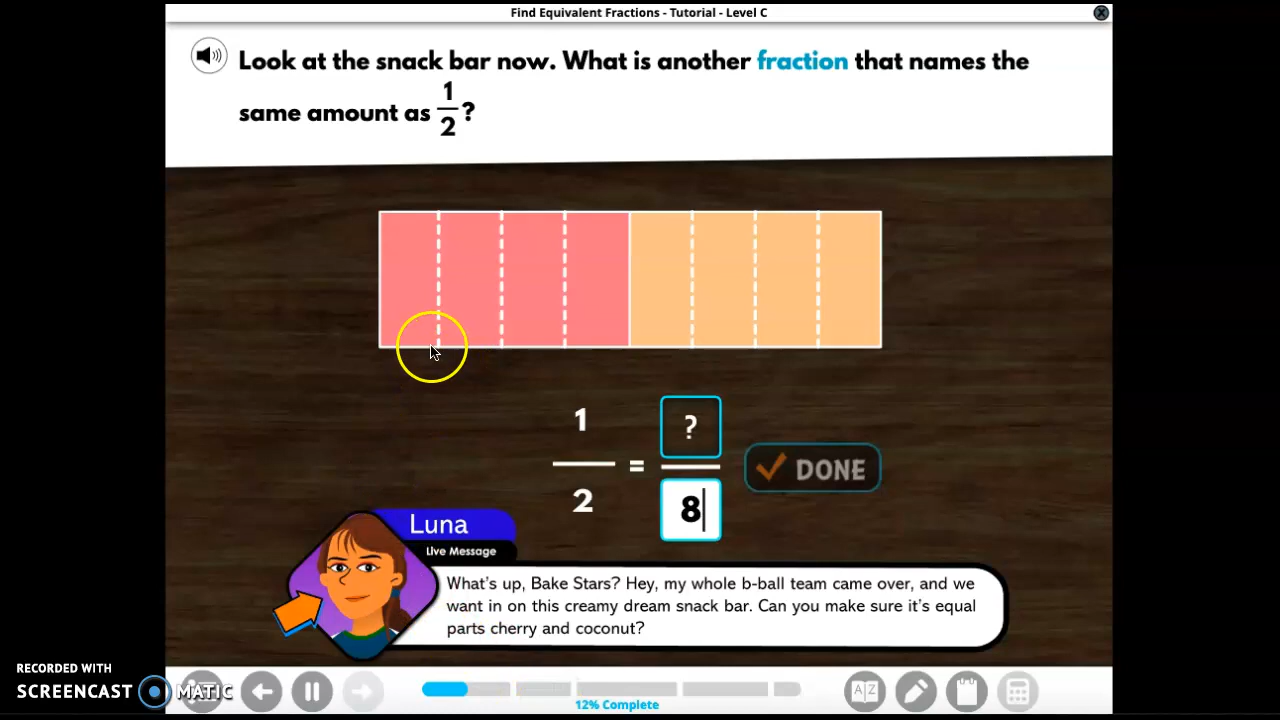 Find Equivalent Fractions - Tutorial - Level C
Look at the snack bar now. What is another fraction that names the
same amount as 1/2?
1/2 = ?/8
DONE
Luna
Live Message
What's up, Bake Stars? Hey, my whole b-ball team came over, and we
want in on this creamy dream snack bar. Can you make sure it's equal
parts cherry and coconut?
RECORDED WITH
SCREENCAST MATIC
A Z
12% Complete